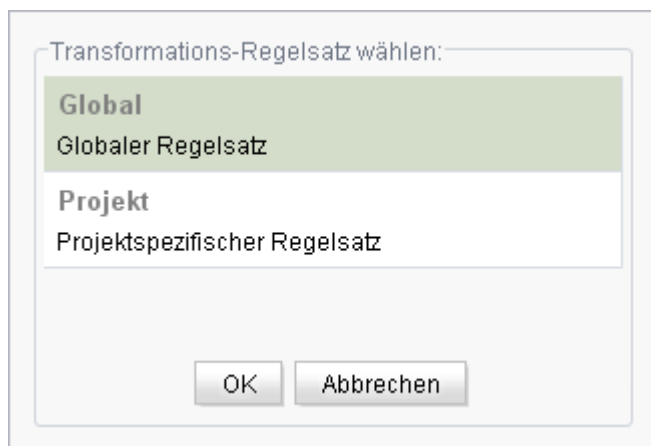 Transformations-Regelsatz wählen:
Global
Globaler Regelsatz
Projekt
Projektspezifischer Regelsatz
OK Abbrechen